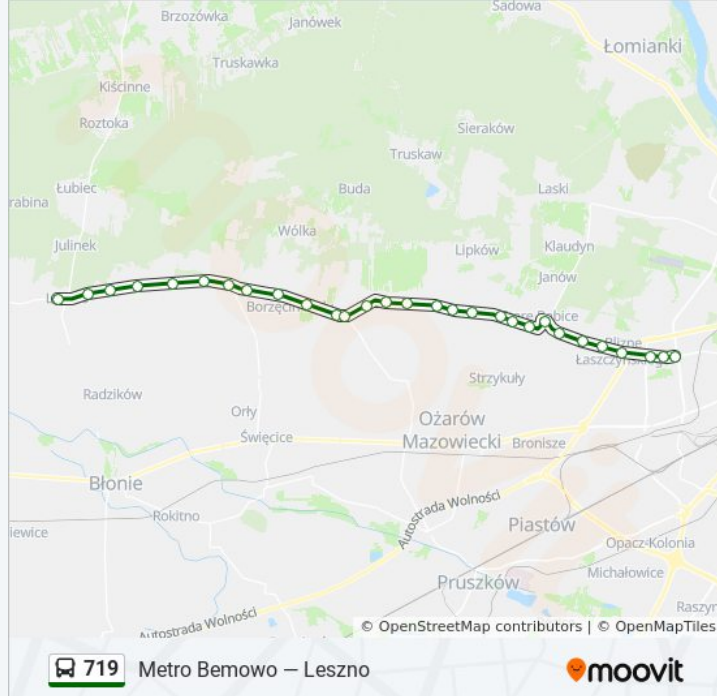 Brzozówka
Janówek
Sadowa
Truskawka
Łomianki
Kiścinne
Roztoka
Sieraków
Truskaw
Łubiec
Buda
Laski
rabina
Wólka
Julinek
Lipków
Klaudyn
Janów
Borzęcin
Babice
Blizne
Łaszczyńskiego
Strzykuły
Radzików
Orły
Ożarów
Mazowiecki
Bronisze
Święcice
Błonie
Autostrada Wolności
Rokitno
Piastów
iewice
Opacz-Kolonia
Michałowice
Pruszków
Raszyn
Autostrada Wolności
© OpenStreetMap contributors | © OpenMapTiles
719 Metro Bemowo — Leszno
moovit